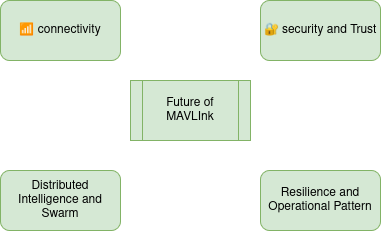 📶 connectivity
🔐 security and Trust
Future of
MAVLInk
Distributed
Intelligence and
Swarm
Resilience and
Operational Pattern